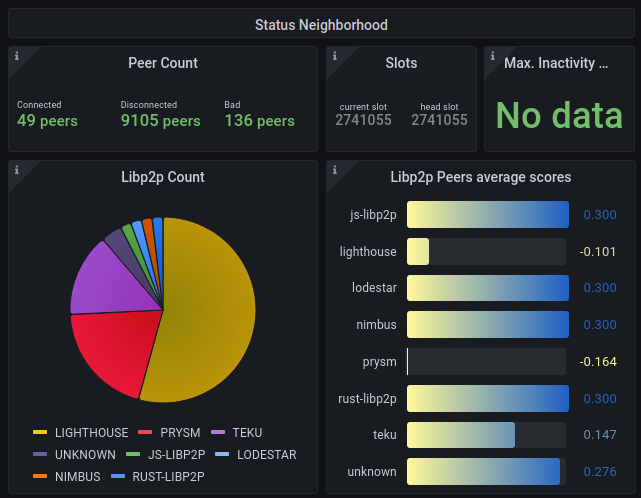 Status Neighborhood
i
Peer Count
Connected
49 peers
Disconnected
9105 peers
Bad
136 peers
i
Slots
current slot
2741055
head slot
2741055
i
Max. Inactivity ...
No data
i
Libp2p Count
LIGHTHOUSE PRYSM TEKU
UNKNOWN JS-LIBP2P LODESTAR
NIMBUS RUST-LIBP2P
i
Libp2p Peers average scores
js-libp2p 0.300
lighthouse -0.101
lodestar 0.300
nimbus 0.300
prysm -0.164
rust-libp2p 0.300
teku 0.147
unknown 0.276